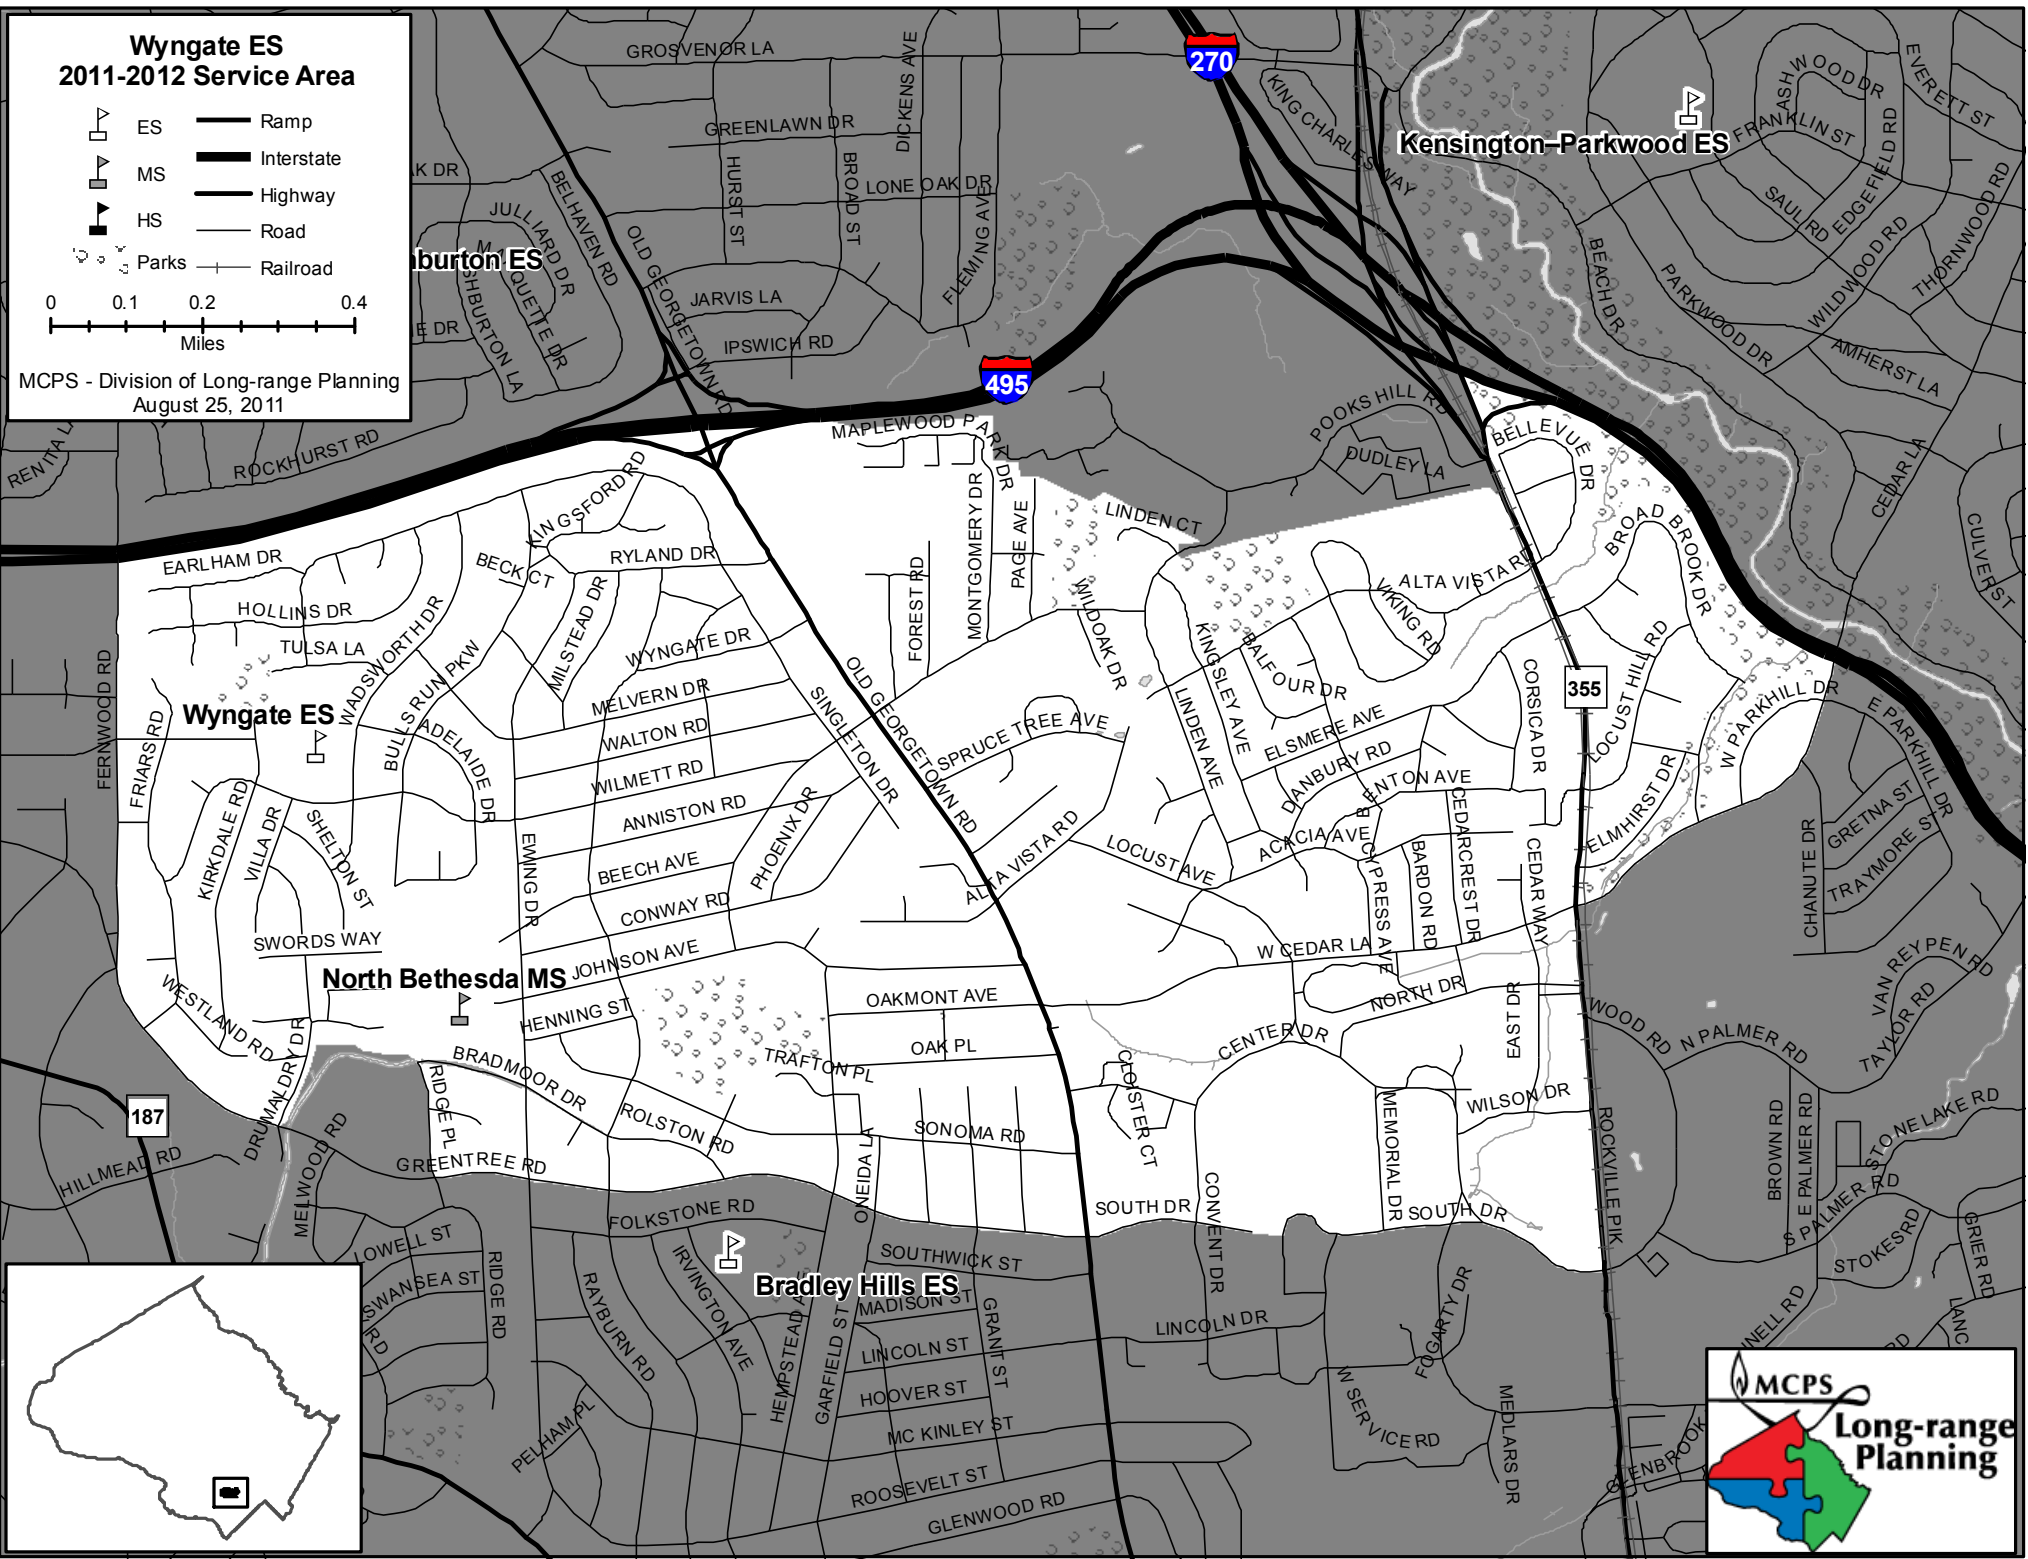 Wyngate ES
2011-2012 Service Area
ES
MS
HS
Parks
Ramp
Interstate
Highway
Road
Railroad
0 0.1 0.2 0.4
Miles
MCPS - Division of Long-range Planning
August 25, 2011
GROSVENOR LA
DICKENS AVE
270
KING CHARLES WAY
Kensington–Parkwood ES
ASHWOOD DR
EVERETT ST
FRANKLIN ST
EDGEFIELD RD
SAUL RD
WILDWOOD RD
THORNWOOD RD
GREENLAWN DR
HURST ST
BROAD ST
LONE OAK DR
FLEMING AVE
BELHAVEN RD
JULLIARD DR
MARQUETTE DR
ASHBURTON LA
OLD GEORGETOWN RD
JARVIS LA
IPSWICH RD
BEACH DR
PARKWOOD DR
AMHERST LA
CEDAR LA
CULVER ST
495
POOKS HILL RD
DUDLEY LA
BELLEVUE DR
BROAD BROOK DR
RENITA LA
ROCKHURST RD
MAPLEWOOD PARK DR
MONTGOMERY DR
PAGE AVE
LINDEN CT
KINGSFORD RD
EARLHAM DR
HOLLINS DR
TULSA LA
BECK CT
RYLAND DR
MILSTEAD DR
WADSWORTH DR
BULLS RUN PKW
ADELAIDE DR
FOREST RD
WILDOAK DR
KINGSLEY AVE
BALFOUR DR
VIKING RD
ALTA VISTA RD
CORSICA DR
355
LOCUST HILL RD
W PARKHILL DR
E PARKHILL DR
FERNWOOD RD
FRIARS RD
Wyngate ES
WYNGATE DR
MELVERN DR
WALTON RD
WILMETT RD
ANNISTON RD
BEECH AVE
CONWAY RD
JOHNSON AVE
HENNING ST
PHOENIX DR
SINGLETON DR
OLD GEORGETOWN RD
SPRUCE TREE AVE
ALTA VISTA RD
LINDEN AVE
ELSMERE AVE
DANBURY RD
BENTON AVE
ACACIA AVE
LOCUST AVE
CYPRESS AVE
BARDON RD
CEDARCREST DR
CEDAR WAY
ELMHIRST DR
GRETNA ST
TRAYMORE ST
CHANUTE DR
KIRKDALE RD
VILLA DR
SHELTON ST
SWORDS WAY
EWING DR
North Bethesda MS
WESTLAND RD
DRUMALDRY DR
W CEDAR LA
NORTH DR
CENTER DR
EAST DR
WOOD RD
N PALMER RD
VAN REYPEN RD
TAYLOR RD
OAKMONT AVE
OAK PL
TRAFTON PL
BRADMOOR DR
RIDGE PL
ROLSTON RD
SONOMA RD
ONEIDA LA
CLOISTER CT
WILSON DR
MEMORIAL DR
CONVENT DR
SOUTH DR
SOUTH DR
ROCKVILLE PIK
BROWN RD
E PALMER RD
STONE LAKE RD
S PALMER RD
STOKES RD
GRIER RD
187
HILLMEAD RD
MELWOOD RD
GREENTREE RD
FOLKSTONE RD
LOWELL ST
SWANSEA ST
RIDGE RD
RAYBURN RD
IRVINGTON AVE
Bradley Hills ES
SOUTHWICK ST
MADISON ST
LINCOLN ST
HOOVER ST
MC KINLEY ST
ROOSEVELT ST
GLENWOOD RD
GRANT ST
GARFIELD ST
PELHAM PL
LINCOLN DR
FOGARTY DR
W SERVICE RD
MEDLARS DR
MCPS
Long-range
Planning